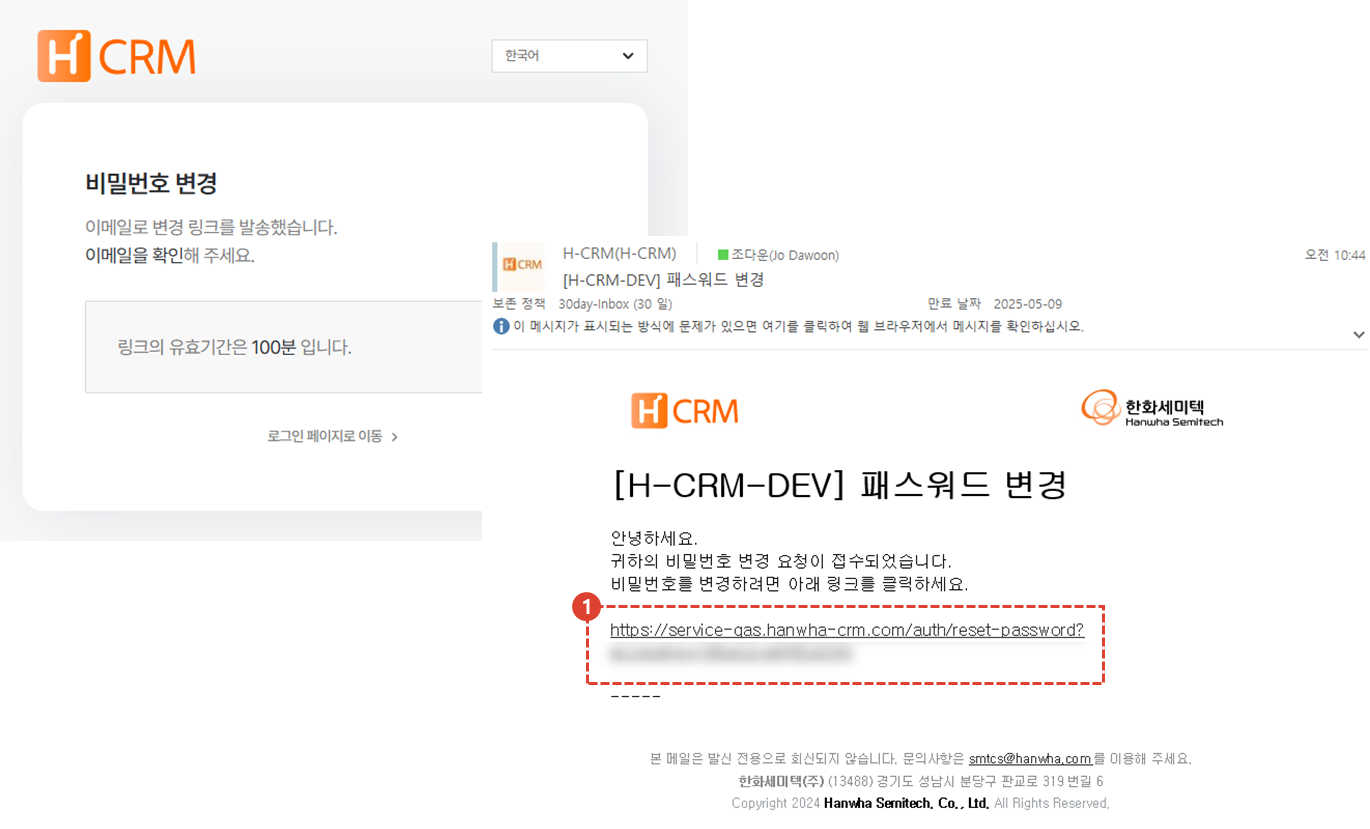 H CRM
한국어
비밀번호 변경
이메일로 변경 링크를 발송했습니다.
이메일을 확인해 주세요.
링크의 유효기간은 100분 입니다.
로그인 페이지로 이동 >
H CRM
H-CRM(H-CRM)
조다운(Jo Dawoon)
오전 10:44
[H-CRM-DEV] 패스워드 변경
보존 정책 30day-Inbox (30 일)
만료 날짜 2025-05-09
이 메시지가 표시되는 방식에 문제가 있으면 여기를 클릭하여 웹 브라우저에서 메시지를 확인하십시오.
H CRM
한화세미텍
Hanwha Semitech
[H-CRM-DEV] 패스워드 변경
안녕하세요.
귀하의 비밀번호 변경 요청이 접수되었습니다.
비밀번호를 변경하려면 아래 링크를 클릭하세요.
1
https://service-qas.hanwha-crm.com/auth/reset-password?
-----
본 메일은 발신 전용으로 회신되지 않습니다. 문의사항은 smtcs@hanwha.com를 이용해 주세요.
한화세미텍(주) (13488) 경기도 성남시 분당구 판교로 319번길 6
Copyright 2024 Hanwha Semitech. Co., Ltd. All Rights Reserved.